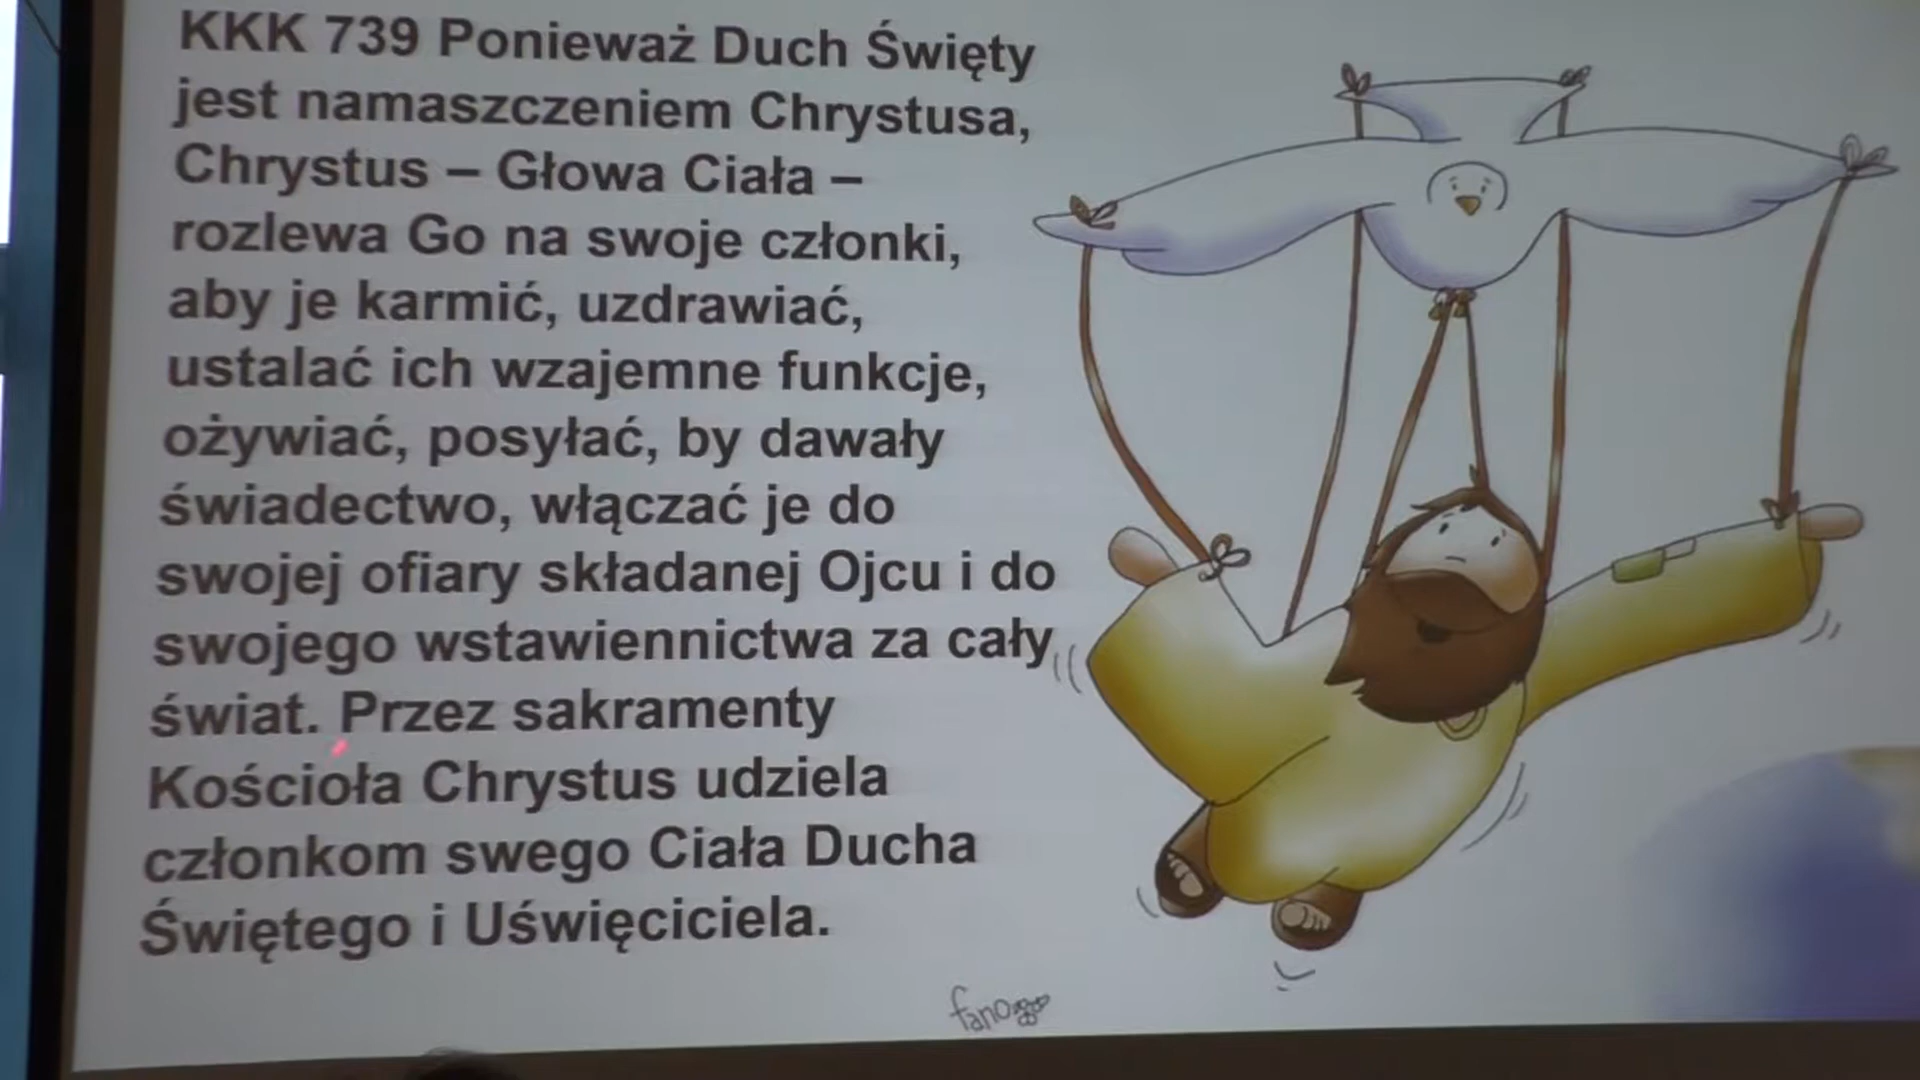 KKK 739 Ponieważ Duch Święty
jest namaszczeniem Chrystusa,
Chrystus – Głowa Ciała –
rozlewa Go na swoje członki,
aby je karmić, uzdrawiać,
ustalać ich wzajemne funkcje,
ożywiać, posyłać, by dawały
świadectwo, włączać je do
swojej ofiary składanej Ojcu i do
swojego wstawiennictwa za cały
świat. Przez sakramenty
Kościoła Chrystus udziela
członkom swego Ciała Ducha
Świętego i Uświęciciela.
fano